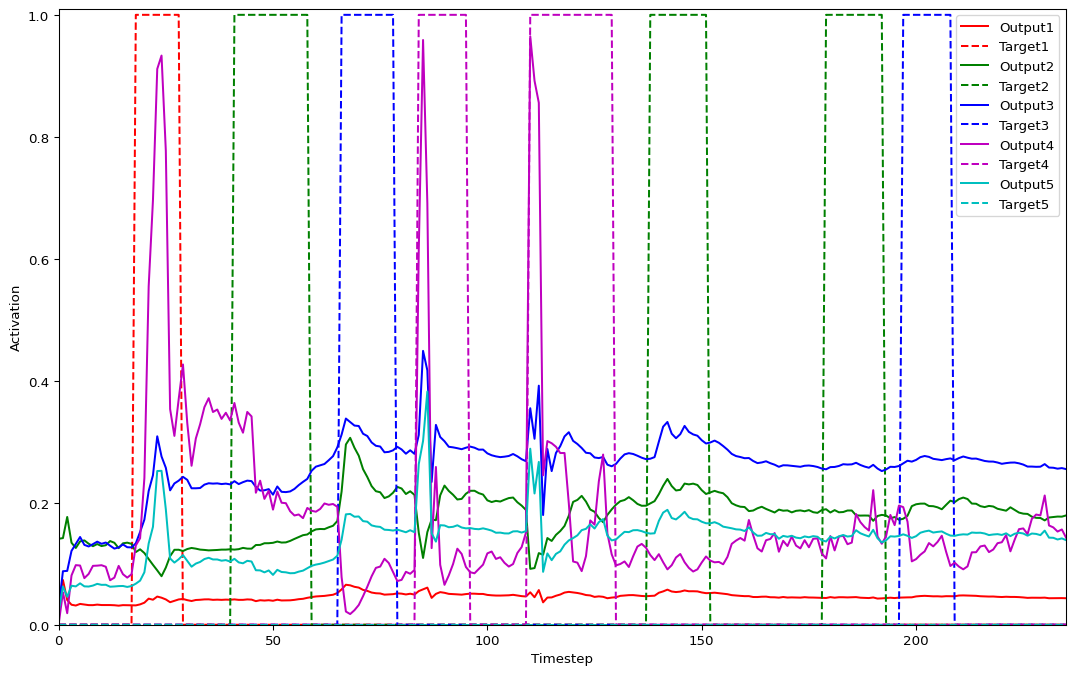 1.0
0.8
0.6
0.4
0.2
0.0
Activation
0
50
100
150
200
Timestep
Output1
Target1
Output2
Target2
Output3
Target3
Output4
Target4
Output5
Target5